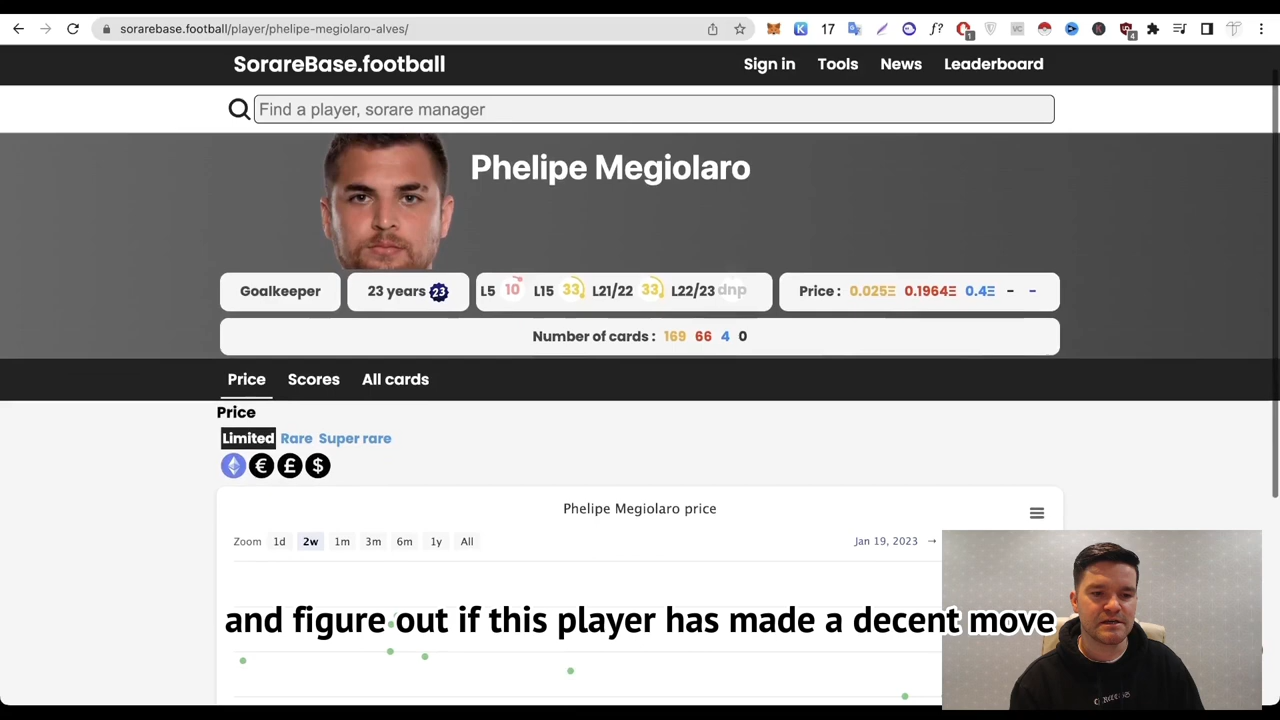 sorarebase.football/player/phelipe-megiolaro-alves/
17
f?
1
VC
4
SorareBase.football
Sign in Tools News Leaderboard
Find a player, sorare manager
Phelipe Megiolaro
Goalkeeper
23 years 23
L5 10 L15 33 L21/22 33 L22/23 dnp
Price : 0.025Ξ 0.1964Ξ 0.4Ξ - -
Number of cards : 169 66 4 0
Price Scores All cards
Price
Limited Rare Super rare
€ £ $
Phelipe Megiolaro price
Zoom 1d 2w 1m 3m 6m 1y All
Jan 19, 2023 →
and figure out if this player has made a decent move